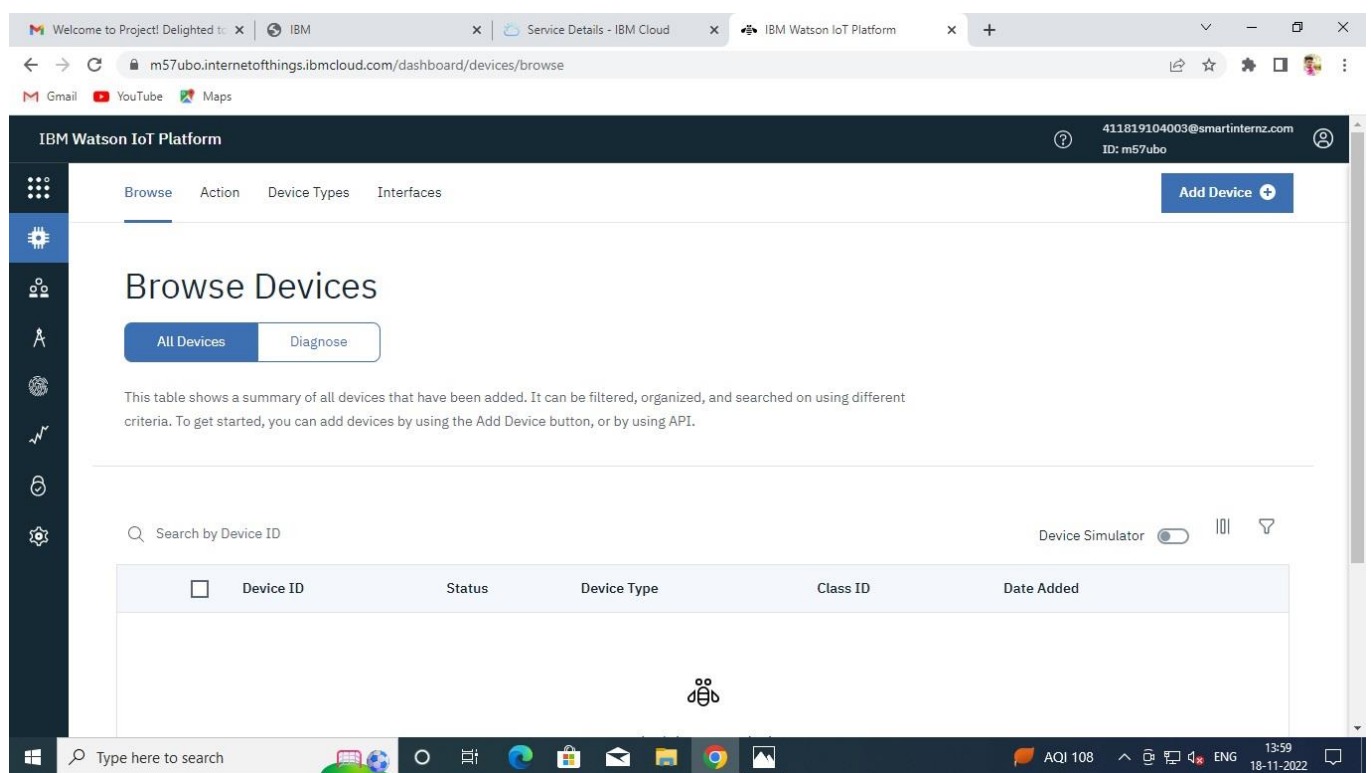 Welcome to Project! Delighted to
IBM
Service Details - IBM Cloud
IBM Watson IoT Platform
m57ubo.internetofthings.ibmcloud.com/dashboard/devices/browse
Gmail YouTube Maps
IBM Watson IoT Platform
411819104003@smartinternz.com
ID: m57ubo
Browse Action Device Types Interfaces
Add Device
Browse Devices
All Devices Diagnose
This table shows a summary of all devices that have been added. It can be filtered, organized, and searched on using different
criteria. To get started, you can add devices by using the Add Device button, or by using API.
Search by Device ID
Device Simulator
Device ID Status Device Type Class ID Date Added
Type here to search
AQI 108
ENG
13:59
18-11-2022